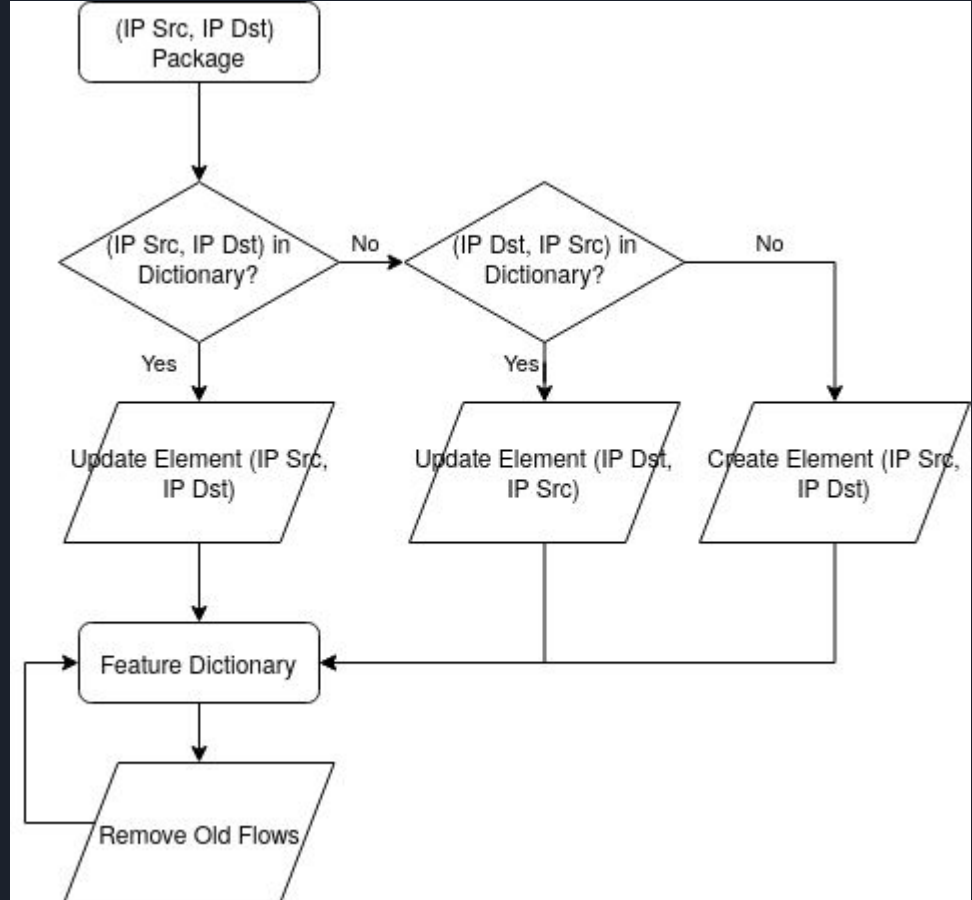 (IP Src, IP Dst)
Package
(IP Src, IP Dst) in
Dictionary?
No
(IP Dst, IP Src) in
Dictionary?
No
Yes
Yes
Update Element (IP Src,
IP Dst)
Update Element (IP Dst,
IP Src)
Create Element (IP Src,
IP Dst)
Feature Dictionary
Remove Old Flows